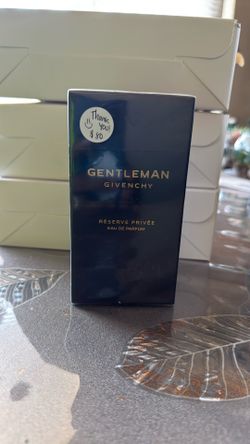 Thank
You!
$80
GENTLEMAN
GIVENCHY
RÉSERVE PRIVÉE
EAU DE PARFUM